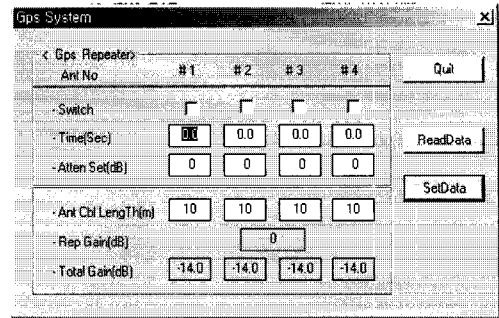 Gps System
< Gps Repeater>
Ant No #1 #2 #3 #4 Quit
- Switch
- Time(Sec) 0.0 0.0 0.0 0.0 ReadData
- Atten Set(dB) 0 0 0 0
SetData
- Ant Cbl LengTh(m) 10 10 10 10
- Rep Gain(dB) 0
- Total Gain(dB) -14.0 -14.0 -14.0 -14.0